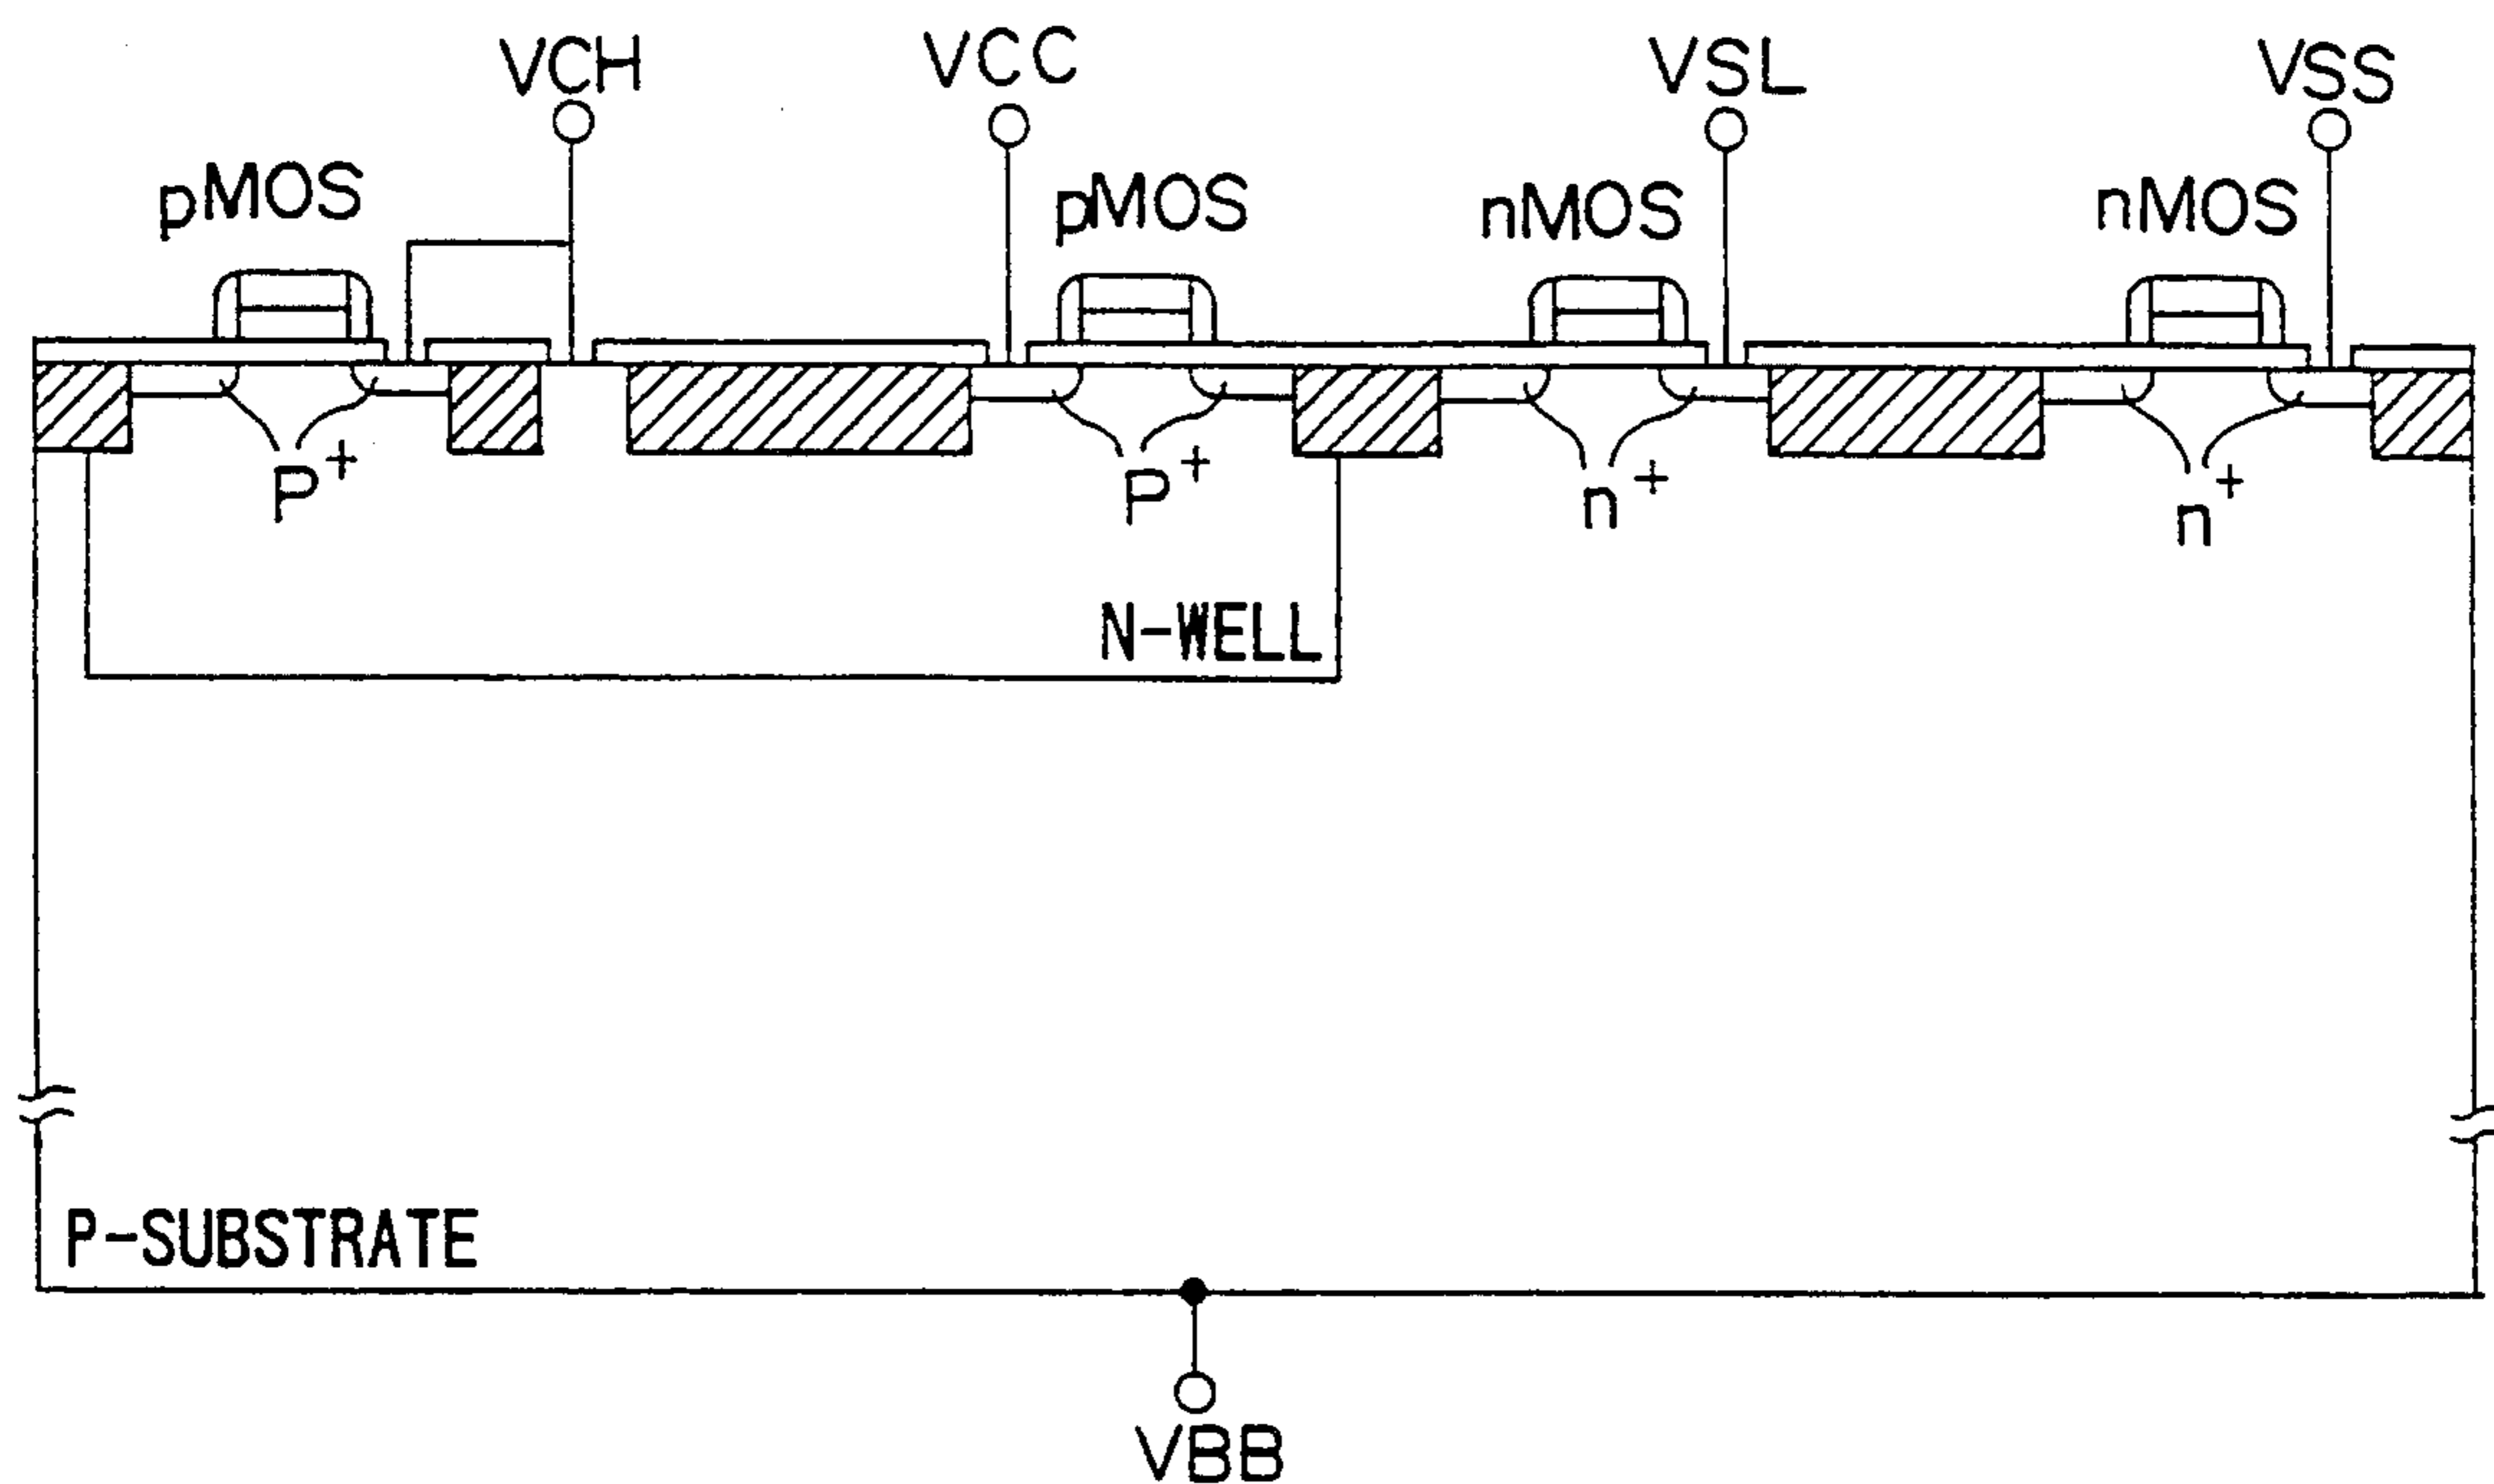 VCH
VCC
VSL
VSS
pMOS
pMOS
nMOS
nMOS
P+
P+
n+
n+
N-WELL
P-SUBSTRATE
VBB